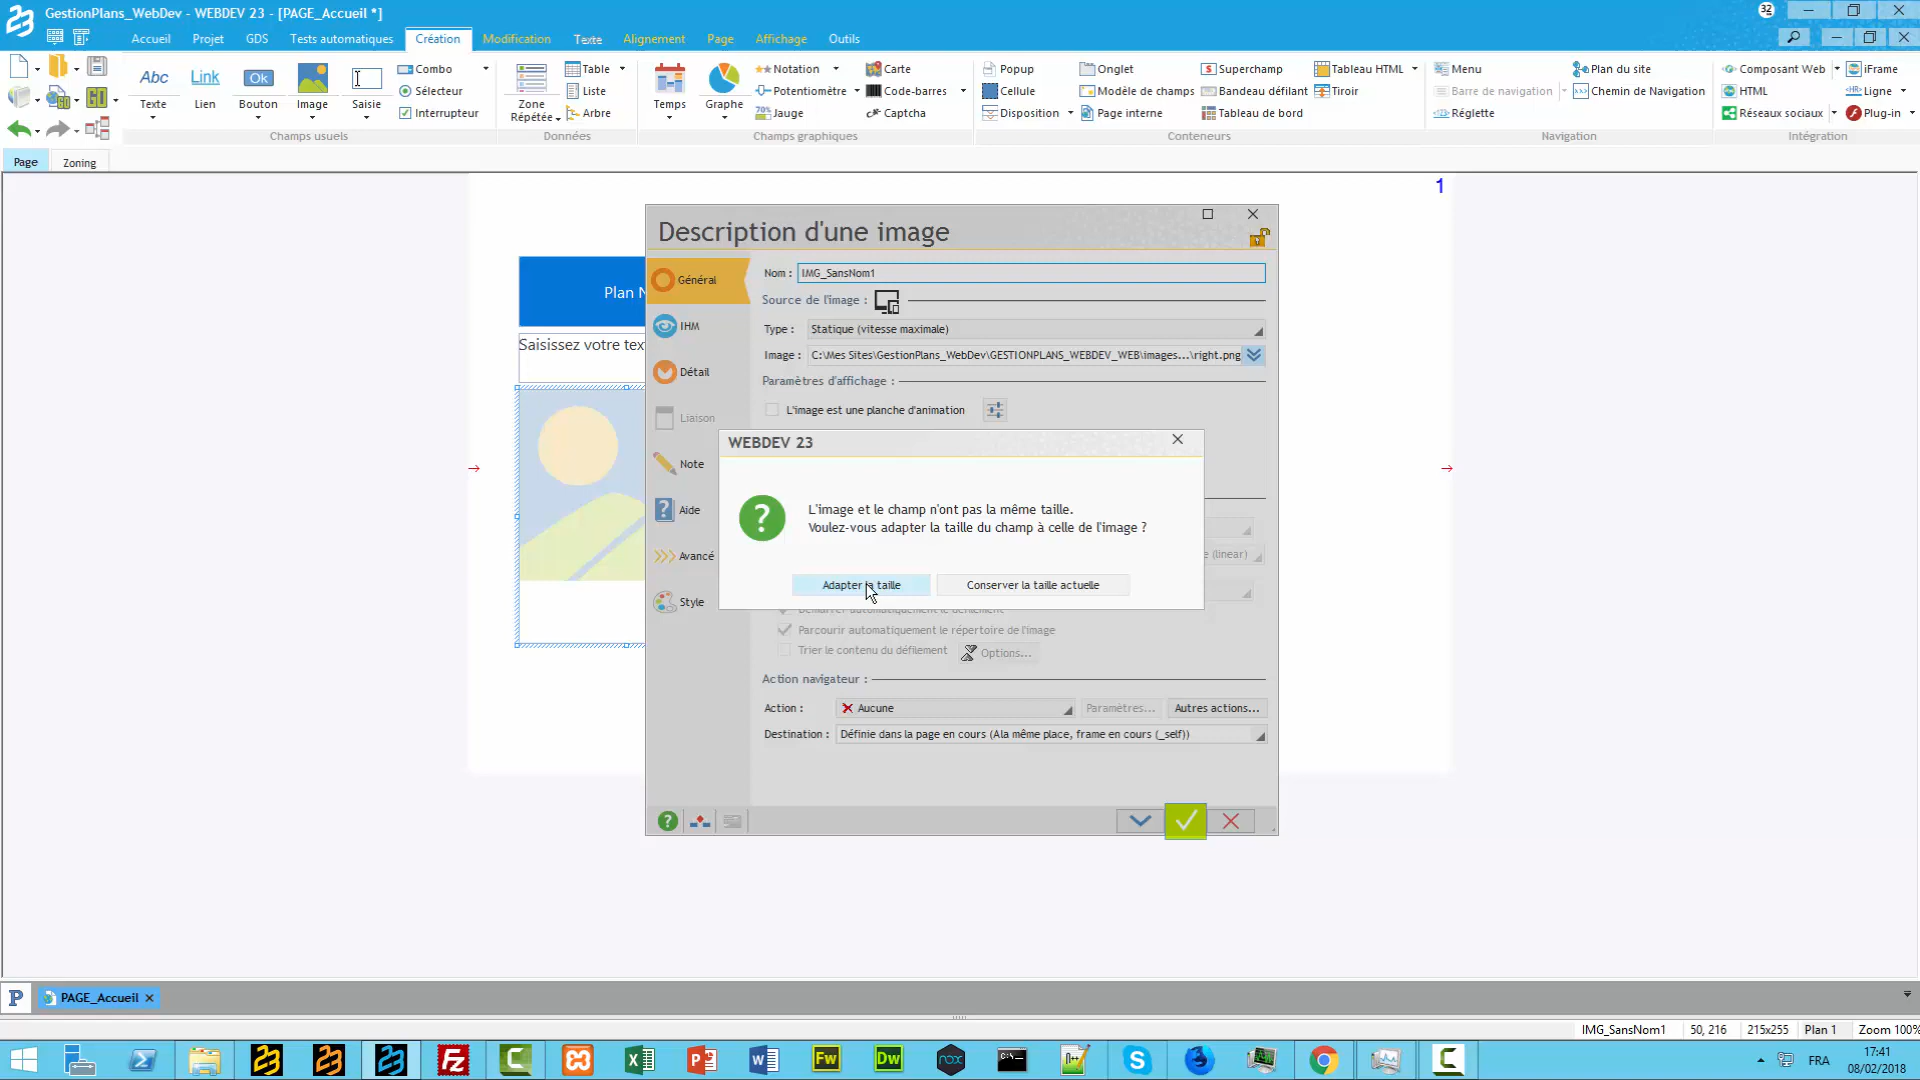 GestionPlans_WebDev - WEBDEV 23 - [PAGE_Accueil *]
32
Accueil Projet GDS Tests automatiques Création Modification Texte Alignement Page Affichage Outils
Abc Texte
Link Lien
Ok Bouton
Image
Saisie
Combo
Sélecteur
Interrupteur
Champs usuels
Zone Répétée
Table
Liste
Arbre
Données
Temps
Graphe
Notation
Potentiomètre
Jauge
Carte
Code-barres
Captcha
Champs graphiques
Popup
Cellule
Disposition
Onglet
Modèle de champs
Page interne
Superchamp
Bandeau défilant
Tableau de bord
Tableau HTML
Tiroir
Conteneurs
Menu
Barre de navigation
Réglette
Plan du site
Chemin de Navigation
Navigation
Composant Web
HTML
Réseaux sociaux
iFrame
Ligne
Plug-in
Intégration
Page Zoning
1
Plan N
Saisissez votre tex
Description d'une image
Général
IHM
Détail
Liaison
Note
Aide
Avancé
Style
Nom : IMG_SansNom1
Source de l'image :
Type : Statique (vitesse maximale)
Image : C:\Mes Sites\GestionPlans_WebDev\GESTIONPLANS_WEBDEV_WEB\images...\right.png
Paramètres d'affichage :
L'image est une planche d'animation
WEBDEV 23
L'image et le champ n'ont pas la même taille.
Voulez-vous adapter la taille du champ à celle de l'image ?
Adapter la taille Conserver la taille actuelle
e (linear)
Démarrer automatiquement le défilement
Parcourir automatiquement le répertoire de l'image
Trier le contenu du défilement Options...
Action navigateur :
Action : Aucune Paramètres... Autres actions...
Destination : Définie dans la page en cours (Ala même place, frame en cours (_self))
PAGE_Accueil
IMG_SansNom1 50, 216 215x255 Plan 1 Zoom 100%
FRA
17:41
08/02/2018